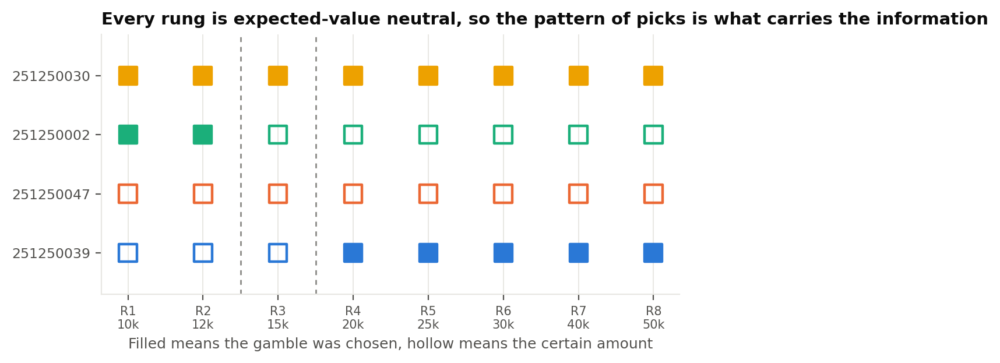 Every rung is expected-value neutral, so the pattern of picks is what carries the information
251250030
251250002
251250047
251250039
R1 R2 R3 R4 R5 R6 R7 R8
10k 12k 15k 20k 25k 30k 40k 50k
Filled means the gamble was chosen, hollow means the certain amount